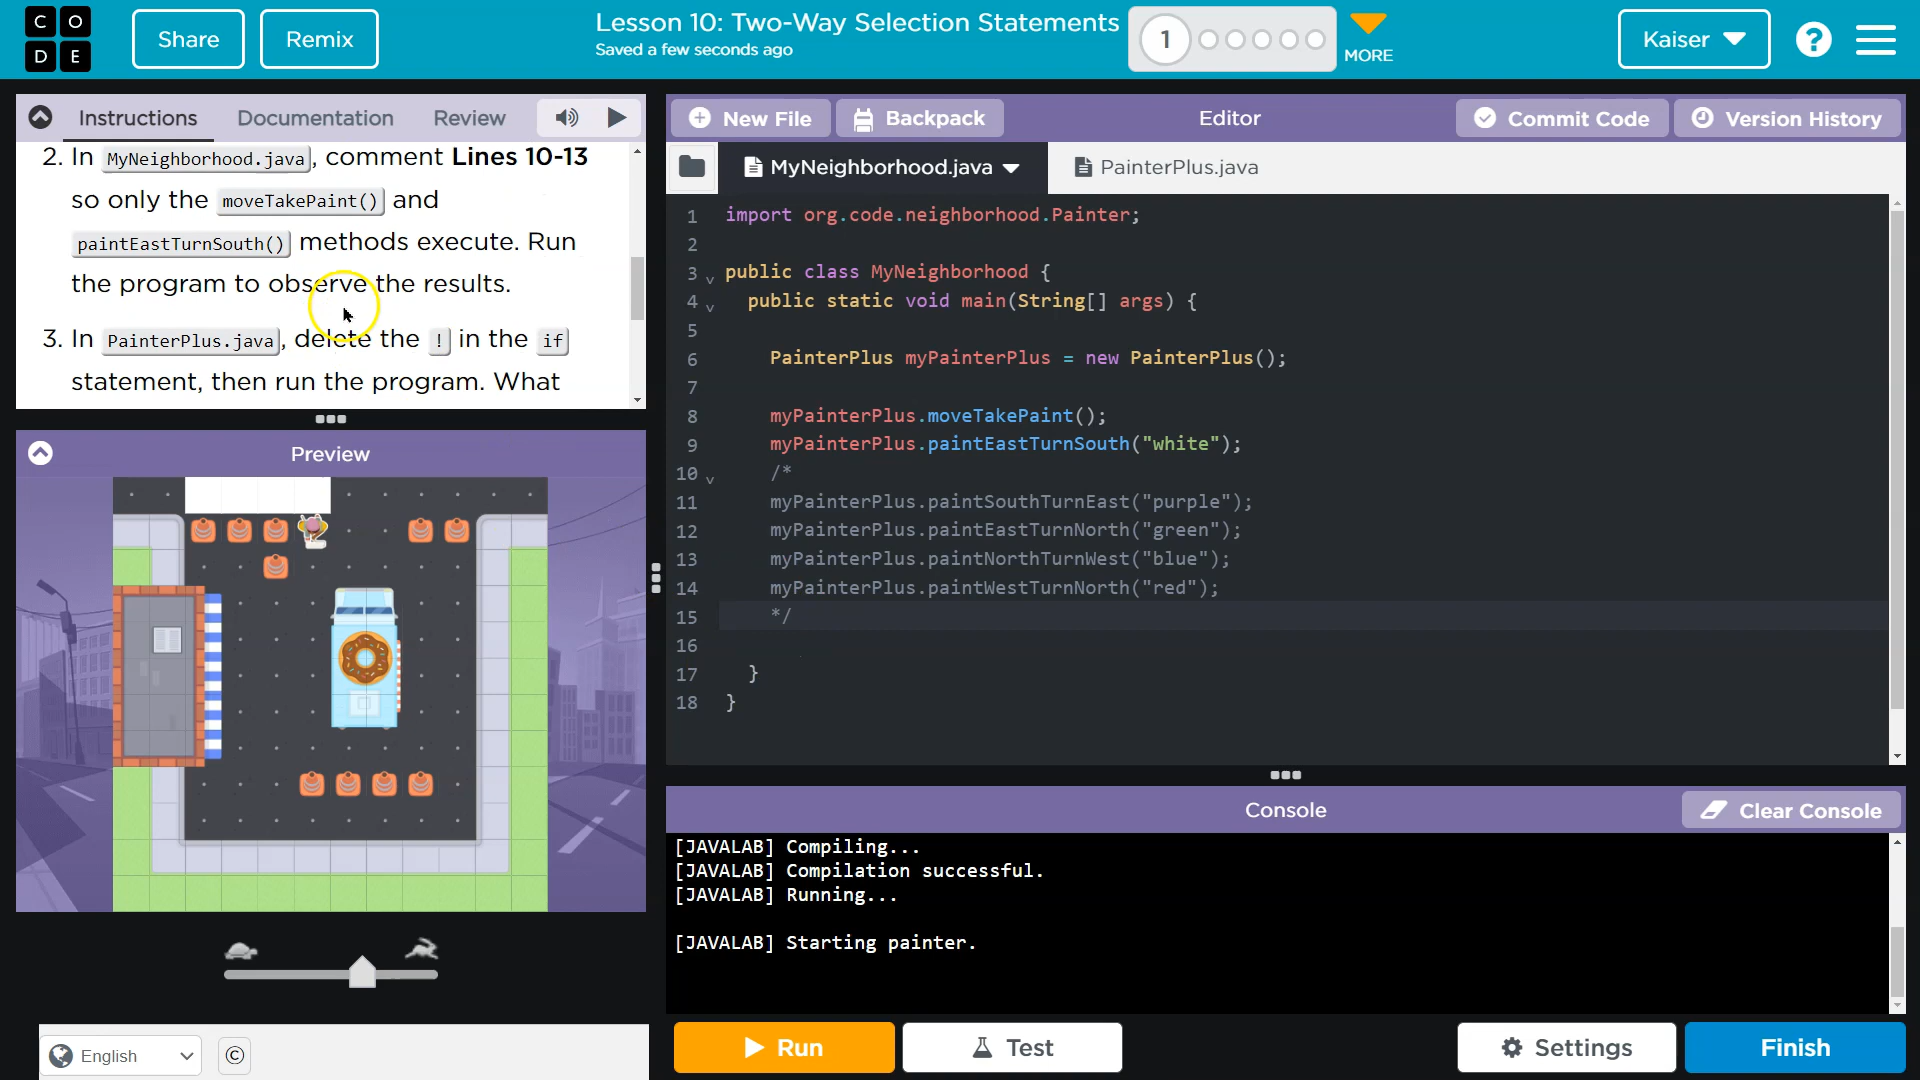 C O
D E
Share
Remix
Lesson 10: Two-Way Selection Statements
Saved a few seconds ago
1
MORE
Kaiser
?
Instructions
Documentation
Review
2. In MyNeighborhood.java, comment Lines 10-13
so only the moveTakePaint() and
paintEastTurnSouth() methods execute. Run
the program to observe the results.
3. In PainterPlus.java, delete the ! in the if
statement, then run the program. What
Preview
English
©
New File
Backpack
Editor
Commit Code
Version History
MyNeighborhood.java
PainterPlus.java
1 import org.code.neighborhood.Painter;
2
3 public class MyNeighborhood {
4 public static void main(String[] args) {
5
6 PainterPlus myPainterPlus = new PainterPlus();
7
8 myPainterPlus.moveTakePaint();
9 myPainterPlus.paintEastTurnSouth("white");
10 /*
11 myPainterPlus.paintSouthTurnEast("purple");
12 myPainterPlus.paintEastTurnNorth("green");
13 myPainterPlus.paintNorthTurnWest("blue");
14 myPainterPlus.paintWestTurnNorth("red");
15 */
16
17 }
18 }
Console
Clear Console
[JAVALAB] Compiling...
[JAVALAB] Compilation successful.
[JAVALAB] Running...
[JAVALAB] Starting painter.
Run
Test
Settings
Finish